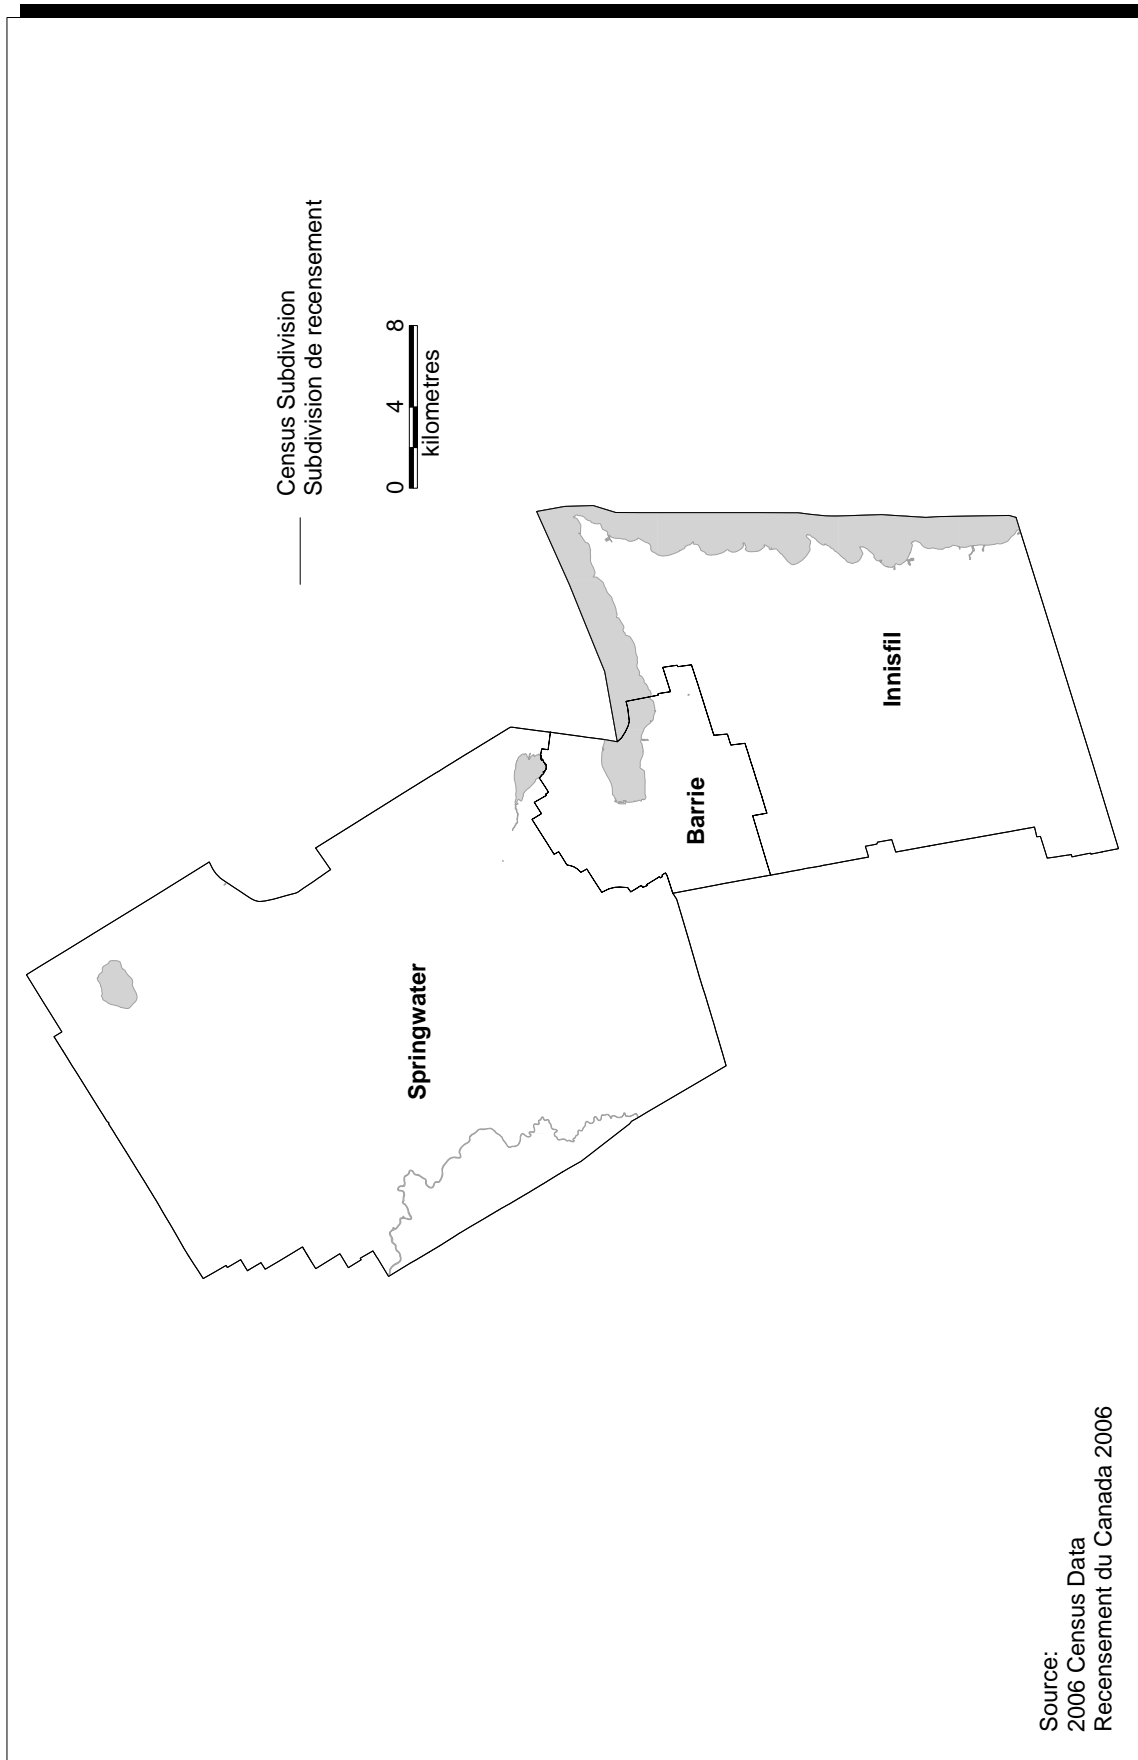 Census Subdivision
Subdivision de recensement
0 4 8
kilometres
Springwater
Barrie
Innisfil
Source:
2006 Census Data
Recensement du Canada 2006